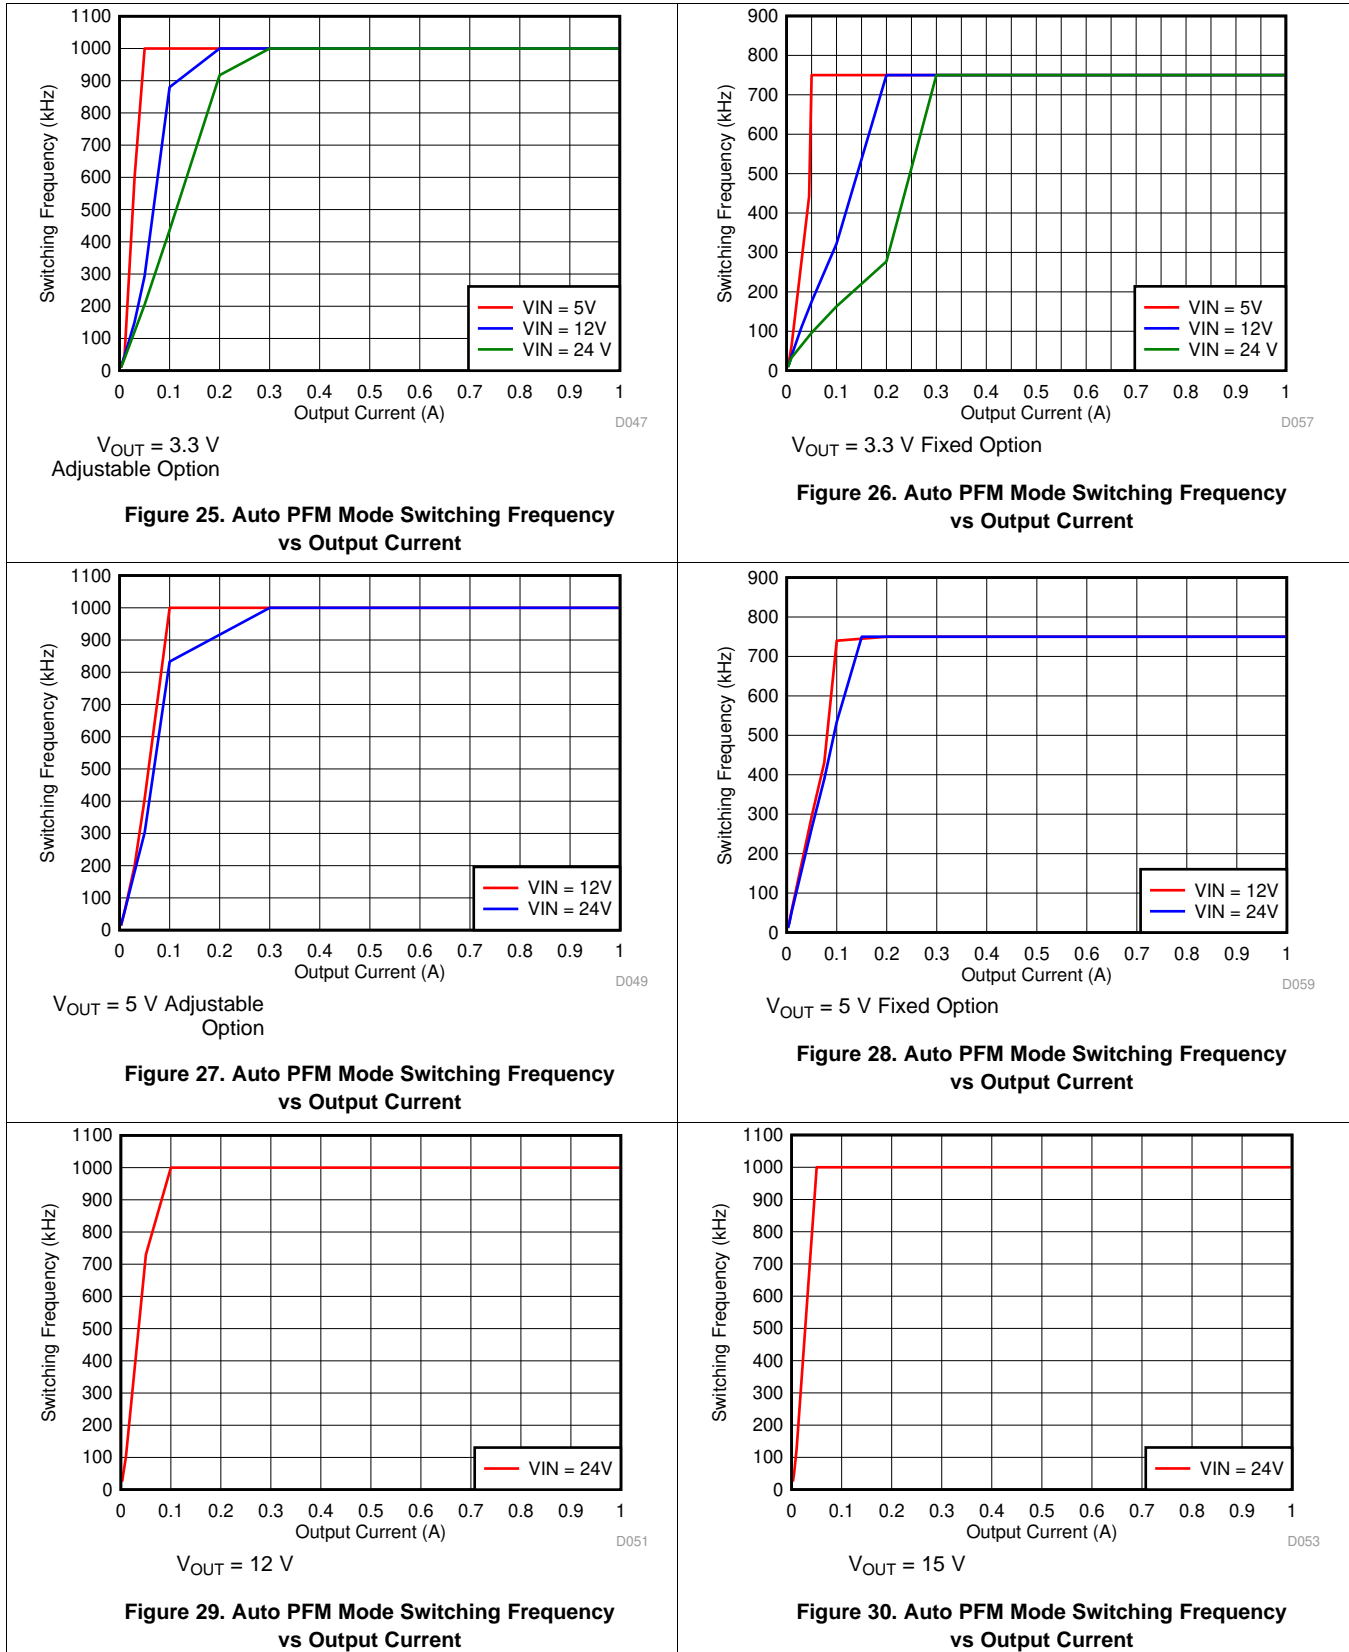 1100
1000
900
800
700
600
500
400
300
200
100
0
Switching Frequency (kHz)
VIN = 5V
VIN = 12V
VIN = 24 V
0 0.1 0.2 0.3 0.4 0.5 0.6 0.7 0.8 0.9 1
Output Current (A)
D047
VOUT = 3.3 V
Adjustable Option
Figure 25. Auto PFM Mode Switching Frequency
vs Output Current
900
800
700
600
500
400
300
200
100
0
Switching Frequency (kHz)
VIN = 5V
VIN = 12V
VIN = 24 V
0 0.1 0.2 0.3 0.4 0.5 0.6 0.7 0.8 0.9 1
Output Current (A)
D057
VOUT = 3.3 V Fixed Option
Figure 26. Auto PFM Mode Switching Frequency
vs Output Current
1100
1000
900
800
700
600
500
400
300
200
100
0
Switching Frequency (kHz)
VIN = 12V
VIN = 24V
0 0.1 0.2 0.3 0.4 0.5 0.6 0.7 0.8 0.9 1
Output Current (A)
D049
VOUT = 5 V Adjustable
Option
Figure 27. Auto PFM Mode Switching Frequency
vs Output Current
900
800
700
600
500
400
300
200
100
0
Switching Frequency (kHz)
VIN = 12V
VIN = 24V
0 0.1 0.2 0.3 0.4 0.5 0.6 0.7 0.8 0.9 1
Output Current (A)
D059
VOUT = 5 V Fixed Option
Figure 28. Auto PFM Mode Switching Frequency
vs Output Current
1100
1000
900
800
700
600
500
400
300
200
100
0
Switching Frequency (kHz)
VIN = 24V
0 0.1 0.2 0.3 0.4 0.5 0.6 0.7 0.8 0.9 1
Output Current (A)
D051
VOUT = 12 V
Figure 29. Auto PFM Mode Switching Frequency
vs Output Current
1100
1000
900
800
700
600
500
400
300
200
100
0
Switching Frequency (kHz)
VIN = 24V
0 0.1 0.2 0.3 0.4 0.5 0.6 0.7 0.8 0.9 1
Output Current (A)
D053
VOUT = 15 V
Figure 30. Auto PFM Mode Switching Frequency
vs Output Current